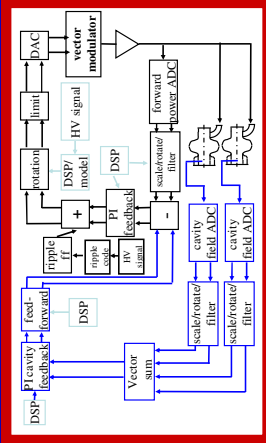 DAC
vector
modulator
limit
HV signal
forward
power ADC
rotation
DSP/
model
DSP
scale/rotate/
filter
+
PI
feedback
-
ripple
ff
ripple
code
HV
signal
cavity
field ADC
cavity
field ADC
feed-
forward
DSP
scale/rotate/
filter
scale/rotate/
filter
PI cavity
feedback
Vector
sum
DSP